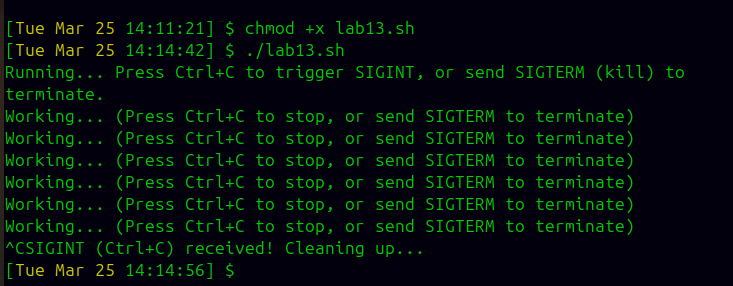 [Tue Mar 25 14:11:21] $ chmod +x lab13.sh
[Tue Mar 25 14:14:42] $ ./lab13.sh
Running... Press Ctrl+C to trigger SIGINT, or send SIGTERM (kill) to
terminate.
Working... (Press Ctrl+C to stop, or send SIGTERM to terminate)
Working... (Press Ctrl+C to stop, or send SIGTERM to terminate)
Working... (Press Ctrl+C to stop, or send SIGTERM to terminate)
Working... (Press Ctrl+C to stop, or send SIGTERM to terminate)
Working... (Press Ctrl+C to stop, or send SIGTERM to terminate)
Working... (Press Ctrl+C to stop, or send SIGTERM to terminate)
^CSIGINT (Ctrl+C) received! Cleaning up...
[Tue Mar 25 14:14:56] $